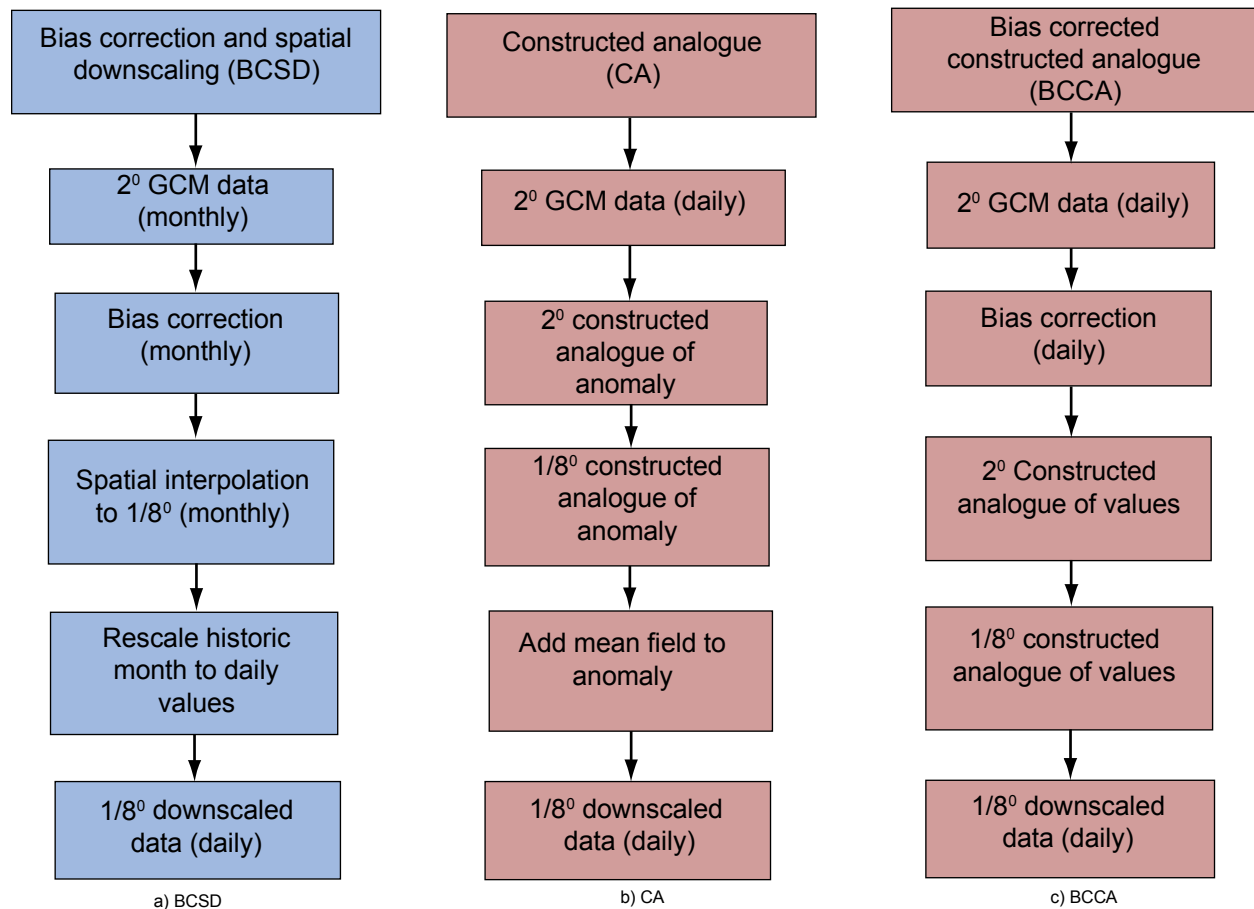 Bias correction and spatial
downscaling (BCSD)
2⁰ GCM data
(monthly)
Bias correction
(monthly)
Spatial interpolation
to 1/8⁰ (monthly)
Rescale historic
month to daily
values
1/8⁰ downscaled
data (daily)
a) BCSD
Constructed analogue
(CA)
2⁰ GCM data (daily)
2⁰ constructed
analogue of
anomaly
1/8⁰ constructed
analogue of
anomaly
Add mean field to
anomaly
1/8⁰ downscaled
data (daily)
b) CA
Bias corrected
constructed analogue
(BCCA)
2⁰ GCM data (daily)
Bias correction
(daily)
2⁰ Constructed
analogue of values
1/8⁰ constructed
analogue of values
1/8⁰ downscaled
data (daily)
c) BCCA